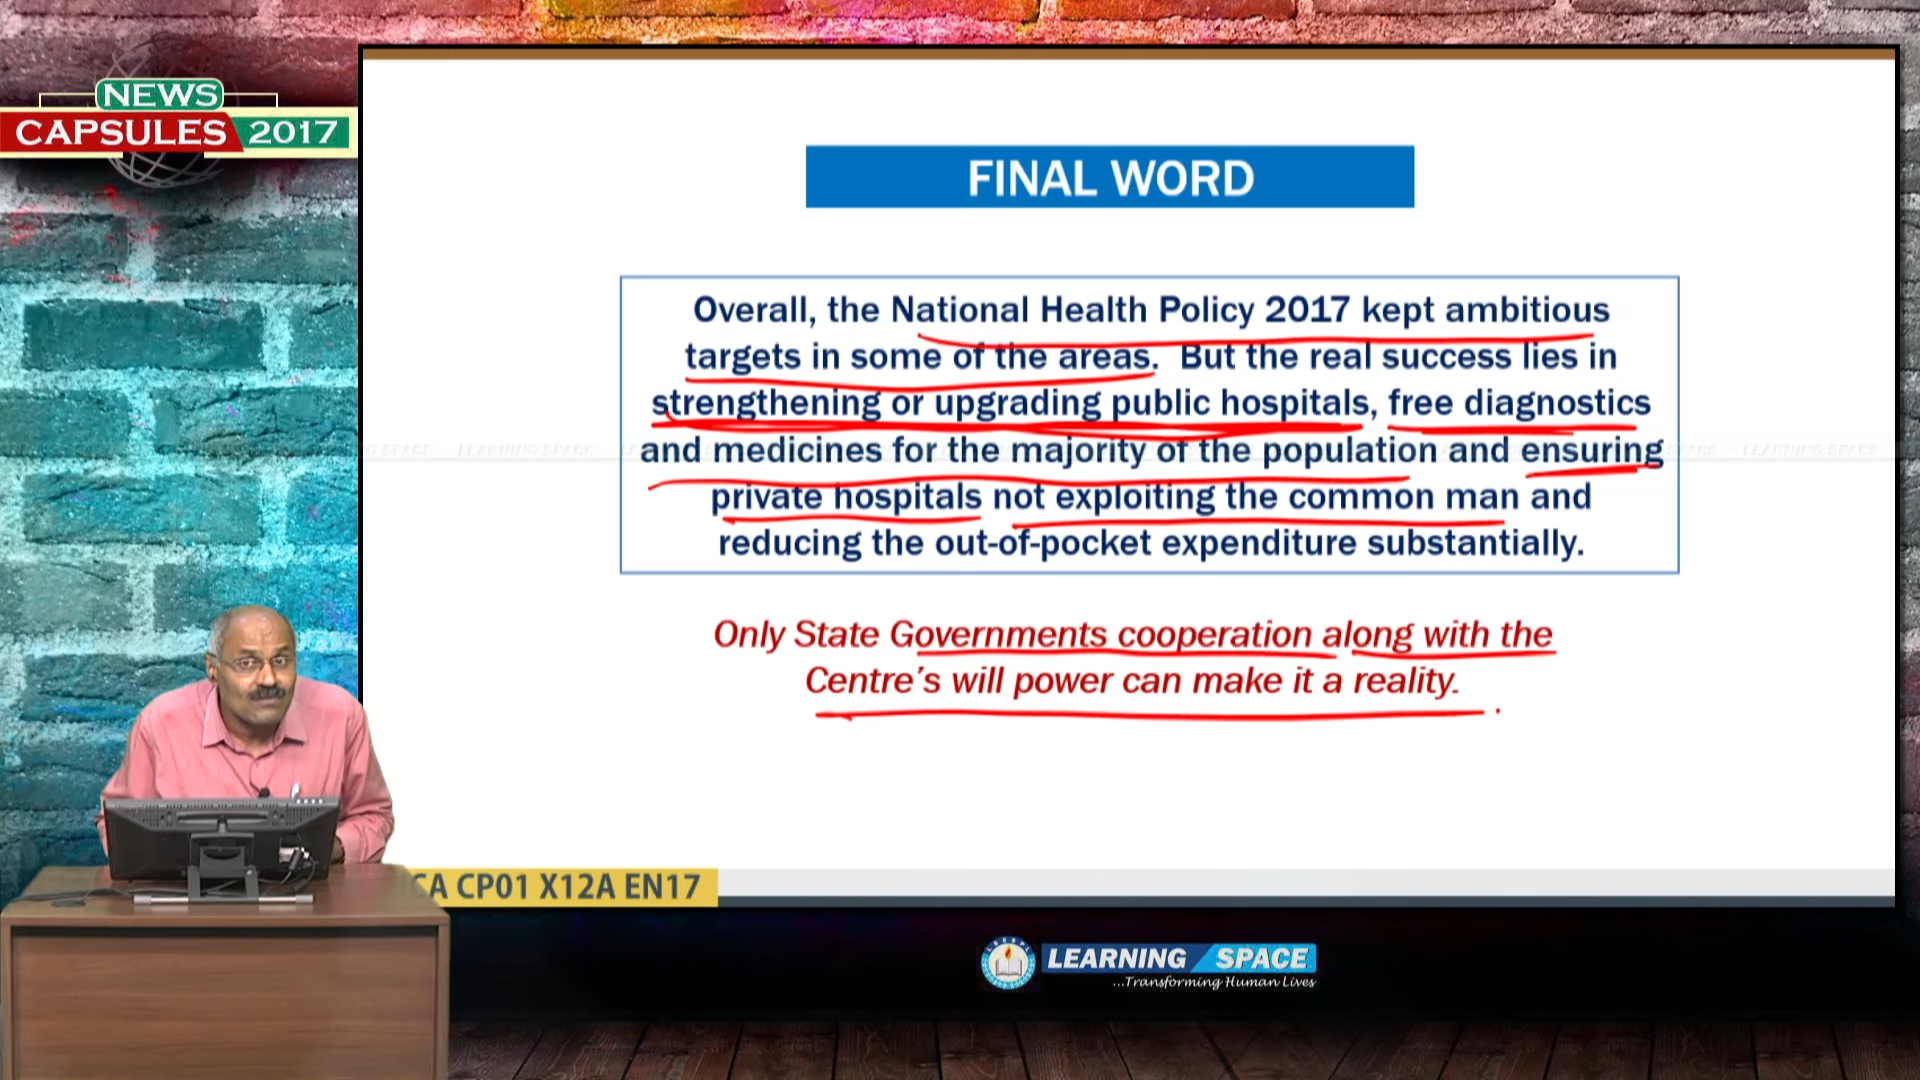 NEWS
CAPSULES 2017
FINAL WORD
Overall, the National Health Policy 2017 kept ambitious
targets in some of the areas. But the real success lies in
strengthening or upgrading public hospitals, free diagnostics
and medicines for the majority of the population and ensuring
private hospitals not exploiting the common man and
reducing the out-of-pocket expenditure substantially.
LEARNING SPACE
Only State Governments cooperation along with the
Centre's will power can make it a reality.
CA CP01 X12A EN17
LEARNING SPACE
...Transforming Human Lives